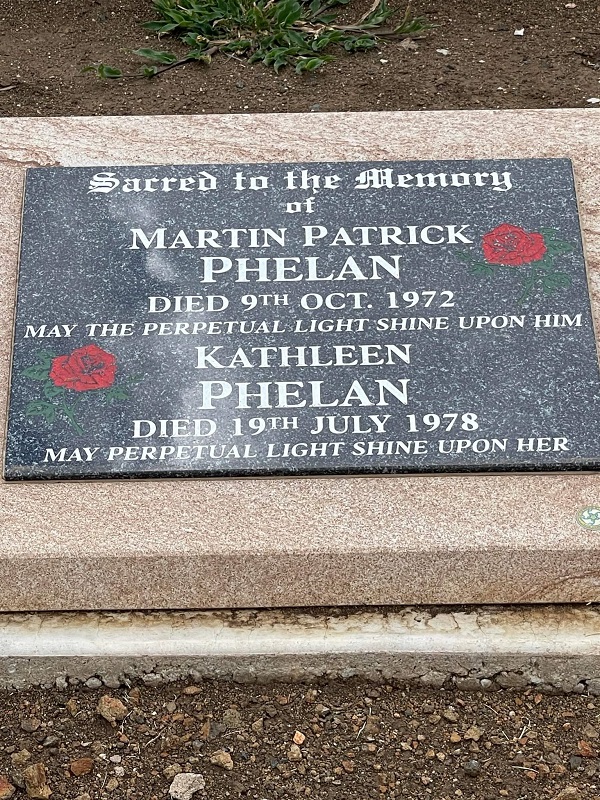 Sacred to the Memory
of
MARTIN PATRICK
PHELAN
DIED 9TH OCT. 1972
MAY THE PERPETUAL LIGHT SHINE UPON HIM
KATHLEEN
PHELAN
DIED 19TH JULY 1978
MAY PERPETUAL LIGHT SHINE UPON HER